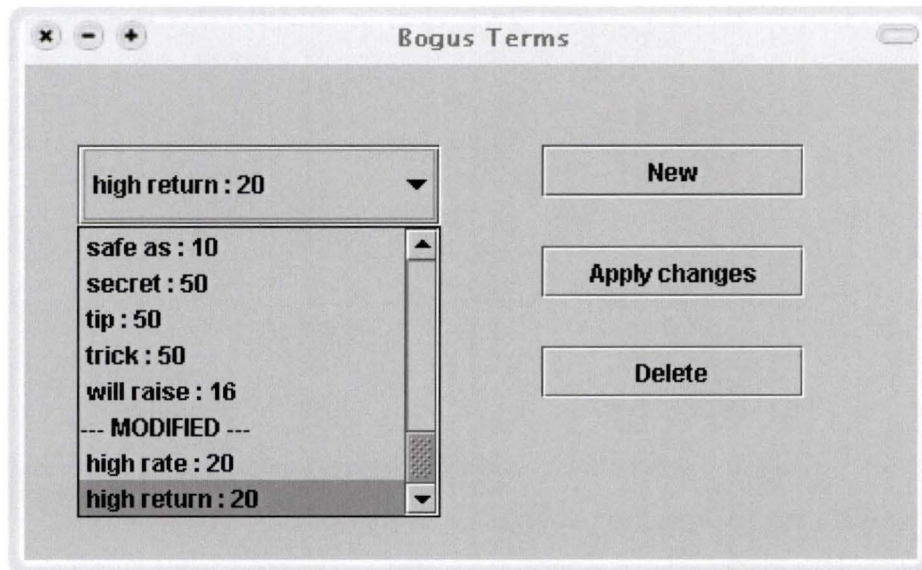 Bogus Terms
high return : 20
safe as : 10
secret : 50
tip : 50
trick : 50
will raise : 16
--- MODIFIED ---
high rate : 20
high return : 20
New
Apply changes
Delete